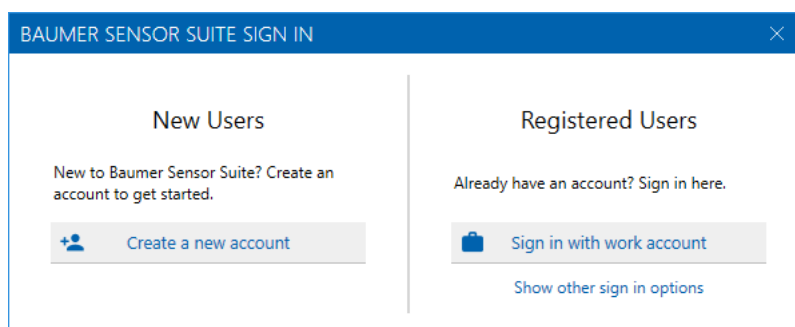 BAUMER SENSOR SUITE SIGN IN
New Users
New to Baumer Sensor Suite? Create an
account to get started.
Create a new account
Registered Users
Already have an account? Sign in here.
Sign in with work account
Show other sign in options